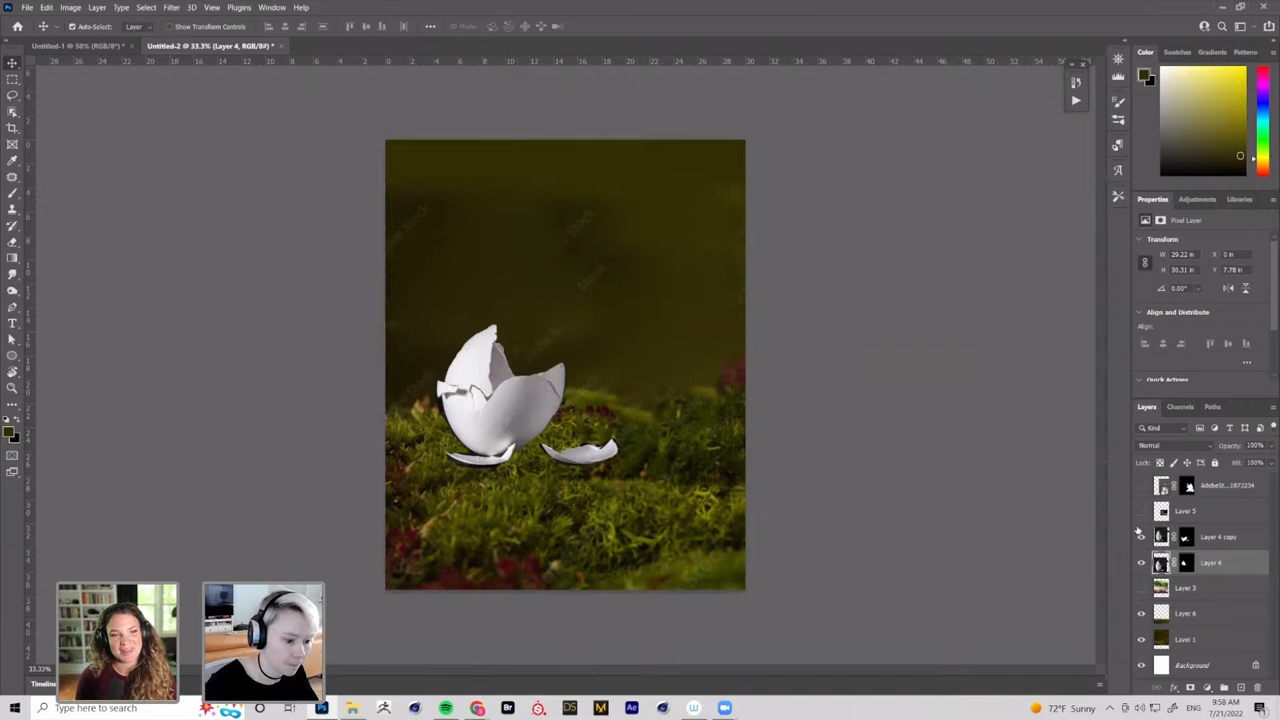 File Edit Image Layer Type Select Filter 3D View Plugins Window Help
Auto-Select: Layer Show Transform Controls 3D Mode:
Untitled-1 @ 50% (RGB/8*) * × Untitled-2 @ 33.3% (Layer 4, RGB/8#) * ×
Color Swatches Gradients Patterns
Properties Adjustments Libraries
Pixel Layer
Transform
W 29.22 in X 0 in
H 30.31 in Y 7.78 in
0.00°
Align and Distribute
Align:
Quick Actions
Layers Channels Paths
Kind
Normal Opacity: 100%
Lock: Fill: 100%
AdobeSt...1873234
Layer 5
Layer 4 copy
Layer 4
Layer 3
Layer 6
Layer 1
Background
33.33%
Timeline
Type here to search
Br
DS
M
Ae
W
72°F Sunny
9:58 AM
7/21/2022